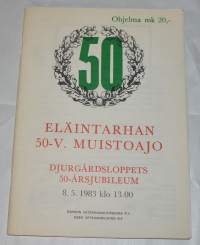 Ohjelma mk 20,-
50
ELÄINTARHAN
50-V. MUISTOAJO
DJURGÅRDSLOPPETS
50-ÅRSJUBILEUM
8. 5. 1983 klo 13.00